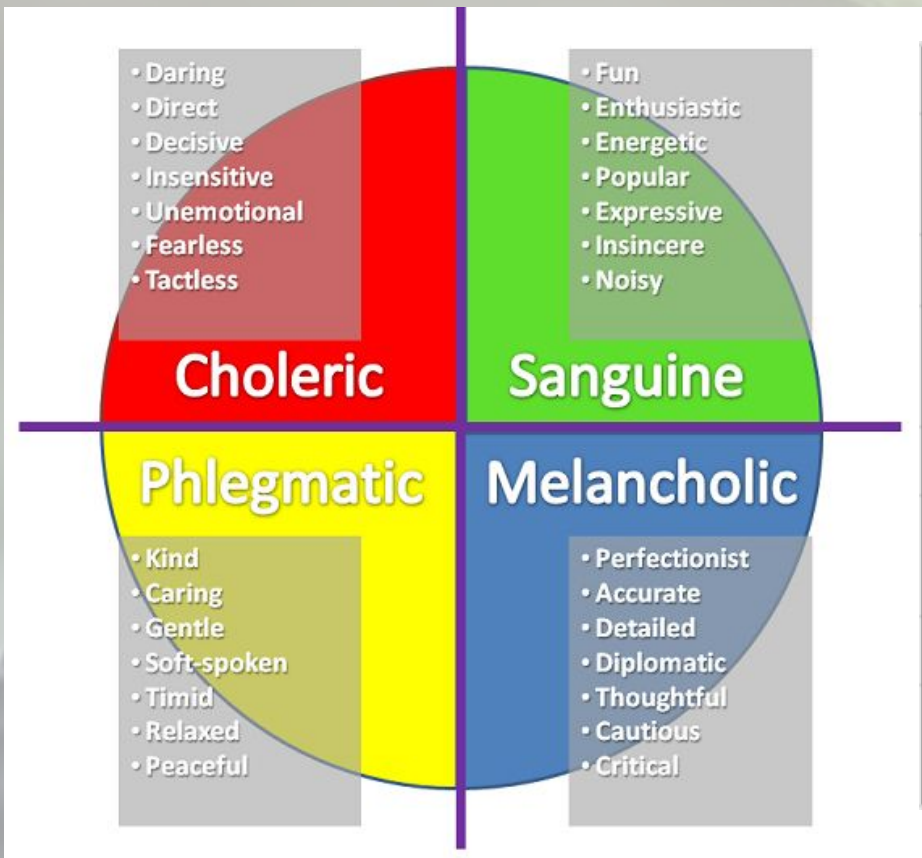 • Daring
• Direct
• Decisive
• Insensitive
• Unemotional
• Fearless
• Tactless
Choleric
• Fun
• Enthusiastic
• Energetic
• Popular
• Expressive
• Insincere
• Noisy
Sanguine
Phlegmatic
• Kind
• Caring
• Gentle
• Soft-spoken
• Timid
• Relaxed
• Peaceful
Melancholic
• Perfectionist
• Accurate
• Detailed
• Diplomatic
• Thoughtful
• Cautious
• Critical